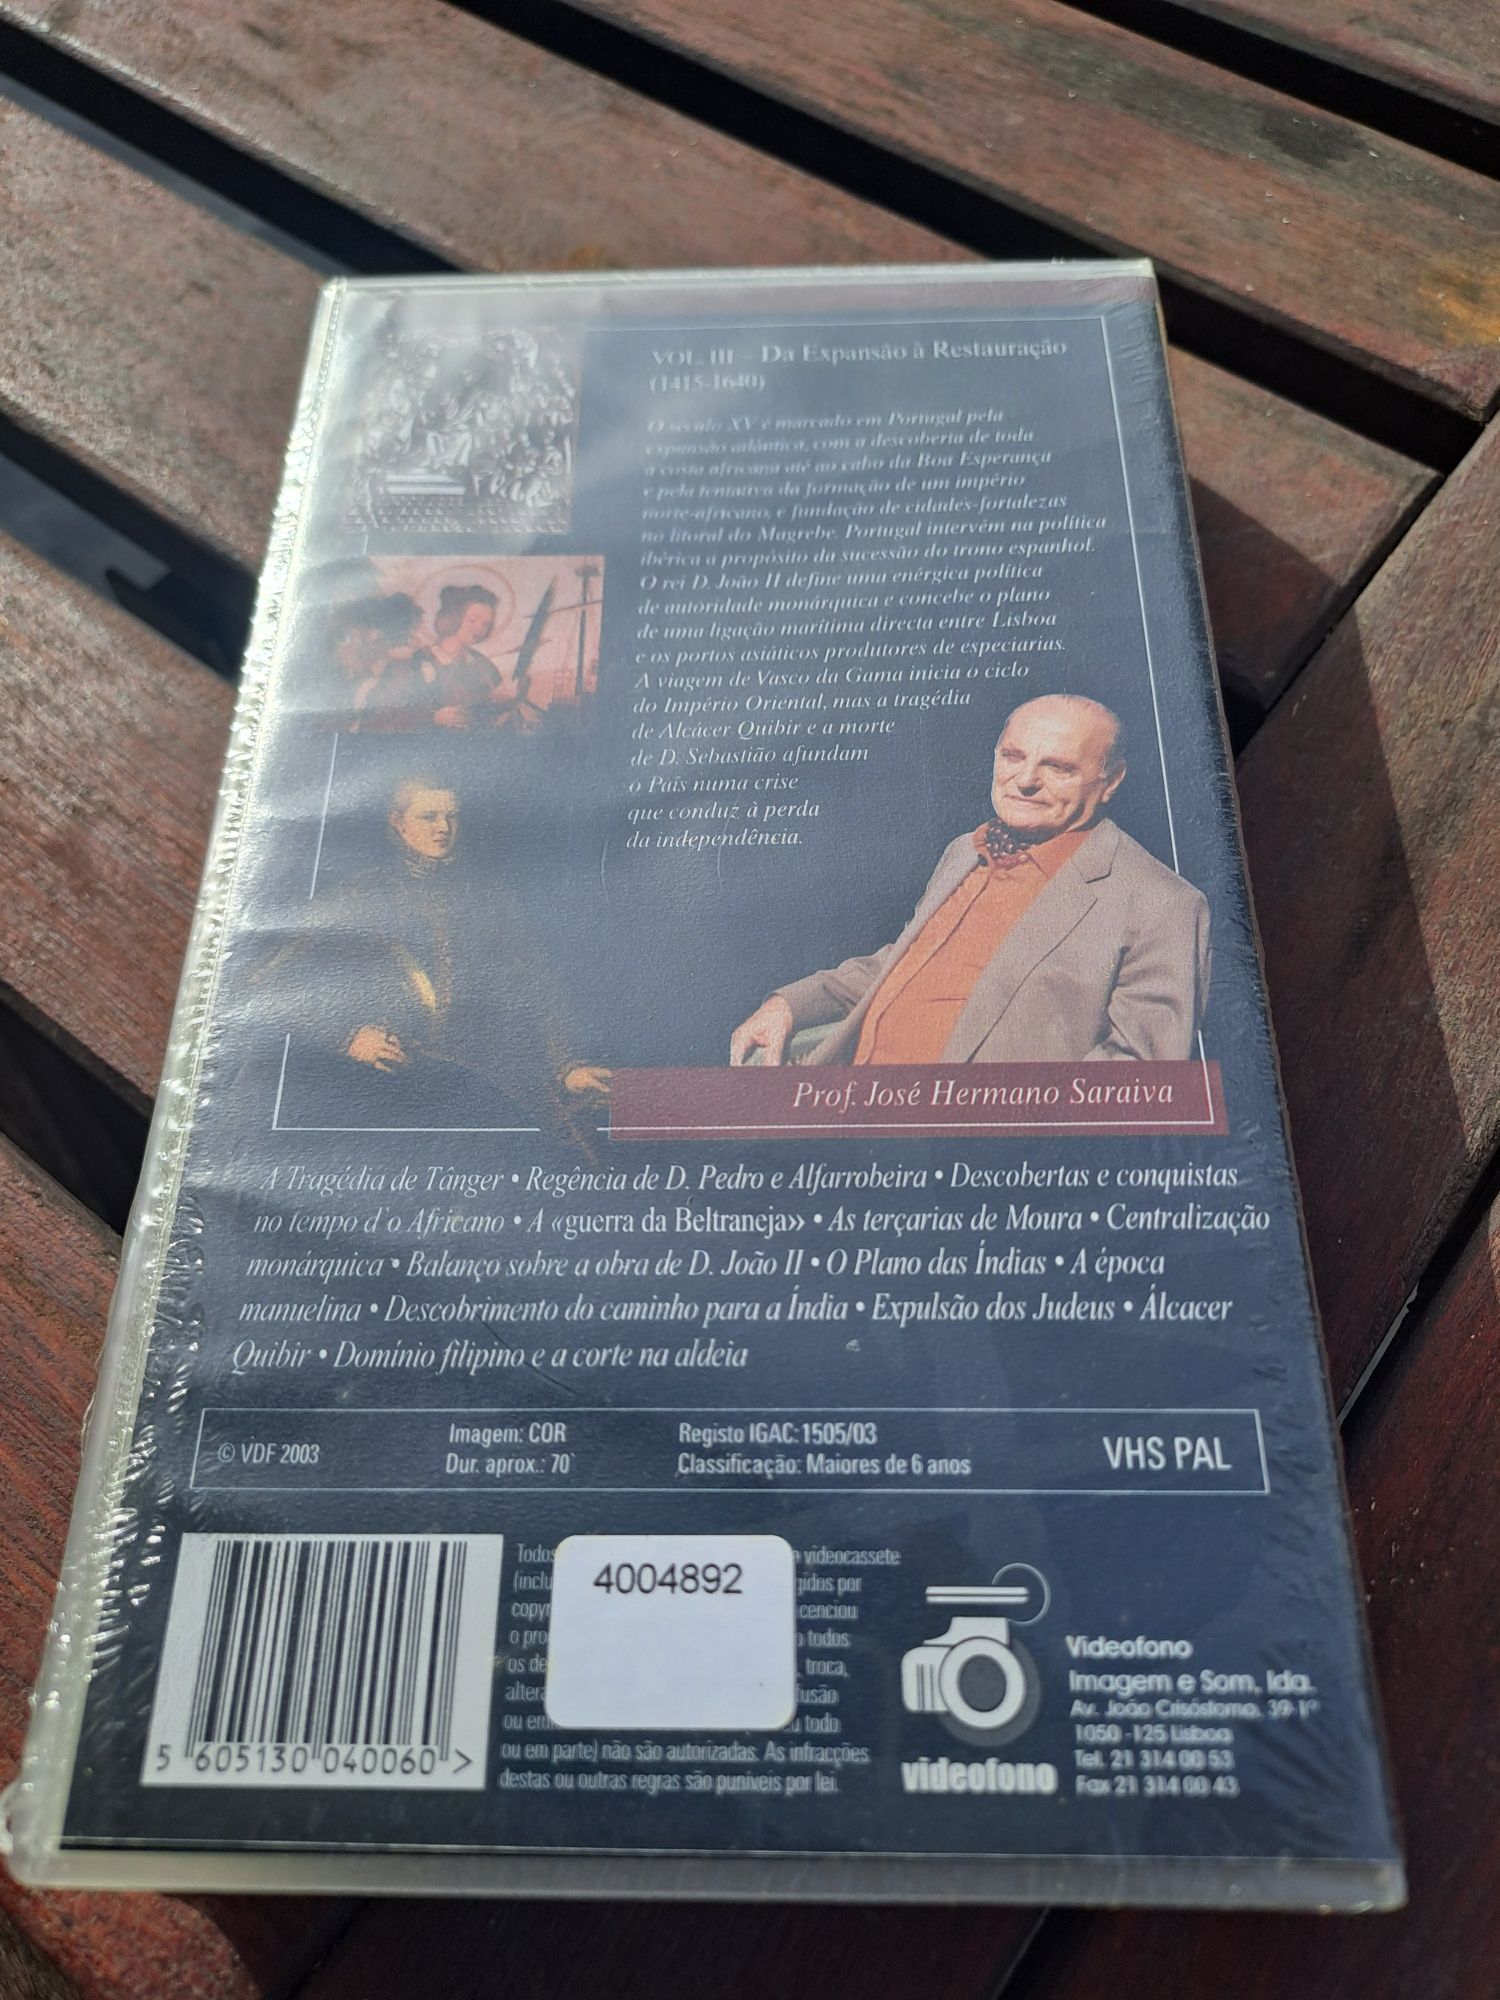 VOL. III – Da Expansão à Restauração
(1415-1640)
O século XV é marcado em Portugal pela
expansão atlântica, com a descoberta de toda
a costa africana até ao cabo da Boa Esperança
e pela tentativa da formação de um império
norte-africano, e fundação de cidades-fortalezas
no litoral do Magrebe. Portugal intervém na política
ibérica a propósito da sucessão do trono espanhol.
O rei D. João II define uma enérgica política
de autoridade monárquica e concebe o plano
de uma ligação marítima directa entre Lisboa
e os portos asiáticos produtores de especiarias.
A viagem de Vasco da Gama inicia o ciclo
do Império Oriental, mas a tragédia
de Alcácer Quibir e a morte
de D. Sebastião afundam
o País numa crise
que conduz à perda
da independência.
Prof. José Hermano Saraiva
A Tragédia de Tânger • Regência de D. Pedro e Alfarrobeira • Descobertas e conquistas
no tempo d'o Africano • A «guerra da Beltraneja» • As terçarias de Moura • Centralização
monárquica • Balanço sobre a obra de D. João II • O Plano das Índias • A época
manuelina • Descobrimento do caminho para a Índia • Expulsão dos Judeus • Álcacer
Quibir • Domínio filipino e a corte na aldeia
© VDF 2003
Imagem: COR
Dur. aprox.: 70`
Registo IGAC: 1505/03
Classificação: Maiores de 6 anos
VHS PAL
5 605130 040060 >
4004892
Todos videocassete
(inclu gidos por
copyr cenciou
o pro todos
os de troca,
altera fusão
ou em todo
ou em parte) não são autorizadas. As infracções
destas ou outras regras são puníveis por lei.
videofono
Videofono
Imagem e Som, lda.
Av. João Crisóstomo, 39-1º
1050 -125 Lisboa
Tel. 21 314 00 53
Fax 21 314 00 43